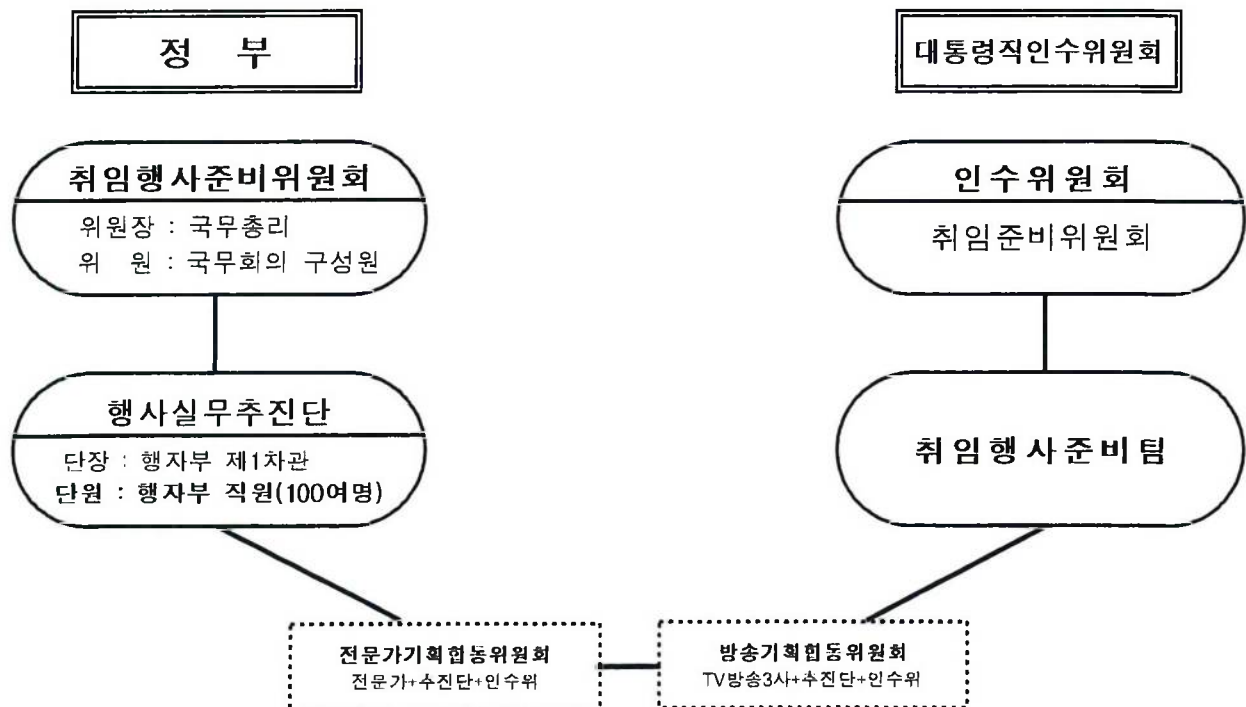 정 부
대통령직인수위원회
취임행사준비위원회
위원장 : 국무총리
위 원 : 국무회의 구성원
인수위원회
취임준비위원회
행사실무추진단
단장 : 행자부 제1차관
단원 : 행자부 직원(100여명)
취임행사준비팀
전문가기획합동위원회
전문가+추진단+인수위
방송기획합동위원회
TV방송3사+추진단+인수위